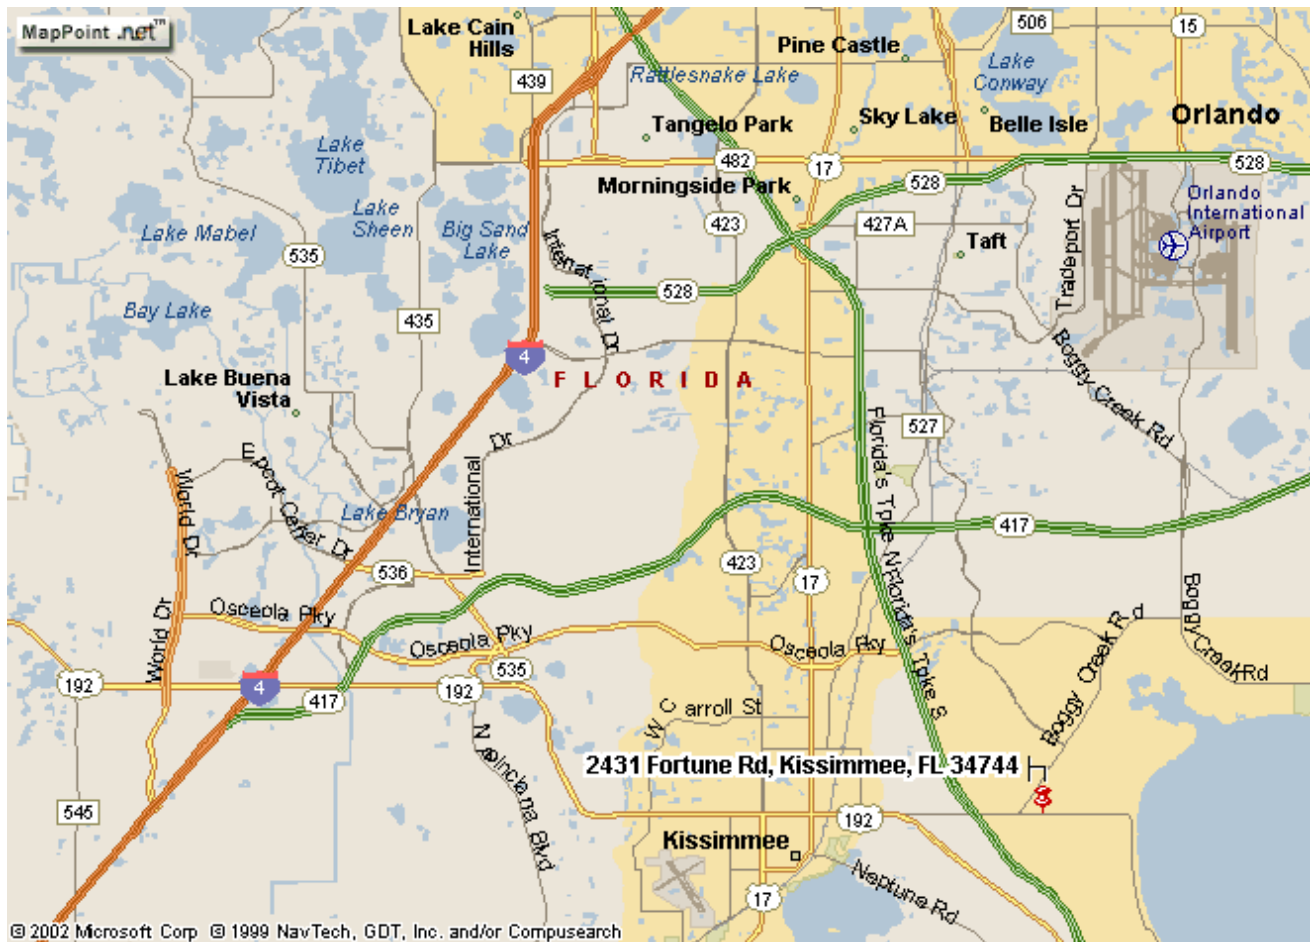 MapPoint .net™
Lake Cain
Hills
506
15
Pine Castle
439
Rattlesnake Lake
Lake
Conway
Tangelo Park
Sky Lake
Belle Isle
Orlando
Lake
Tibet
482
17
528
528
Morningside Park
Lake
Sheen
Big Sand
Lake
Lake Mabel
535
423
427A
Taft
Tradeport Dr
Orlando
International
Airport
International Dr
528
Bay Lake
435
4
FLORIDA
Lake Buena
Vista
Boggy Creek Rd
527
Florida's Tpke N
International Dr
Epcot Center Dr
World Dr
Lake Bryan
417
536
423
17
Boggy Creek Rd
Osceola Pky
Osceola Pky
Osceola Pky
World Dr
535
Florida's Tpke S
Boggy Creek Rd
192
4
417
192
W Carroll St
N Poinciana Blvd
2431 Fortune Rd, Kissimmee, FL 34744
545
192
Kissimmee
Neptune Rd
17
© 2002 Microsoft Corp © 1999 NavTech, GDT, Inc. and/or Compusearch